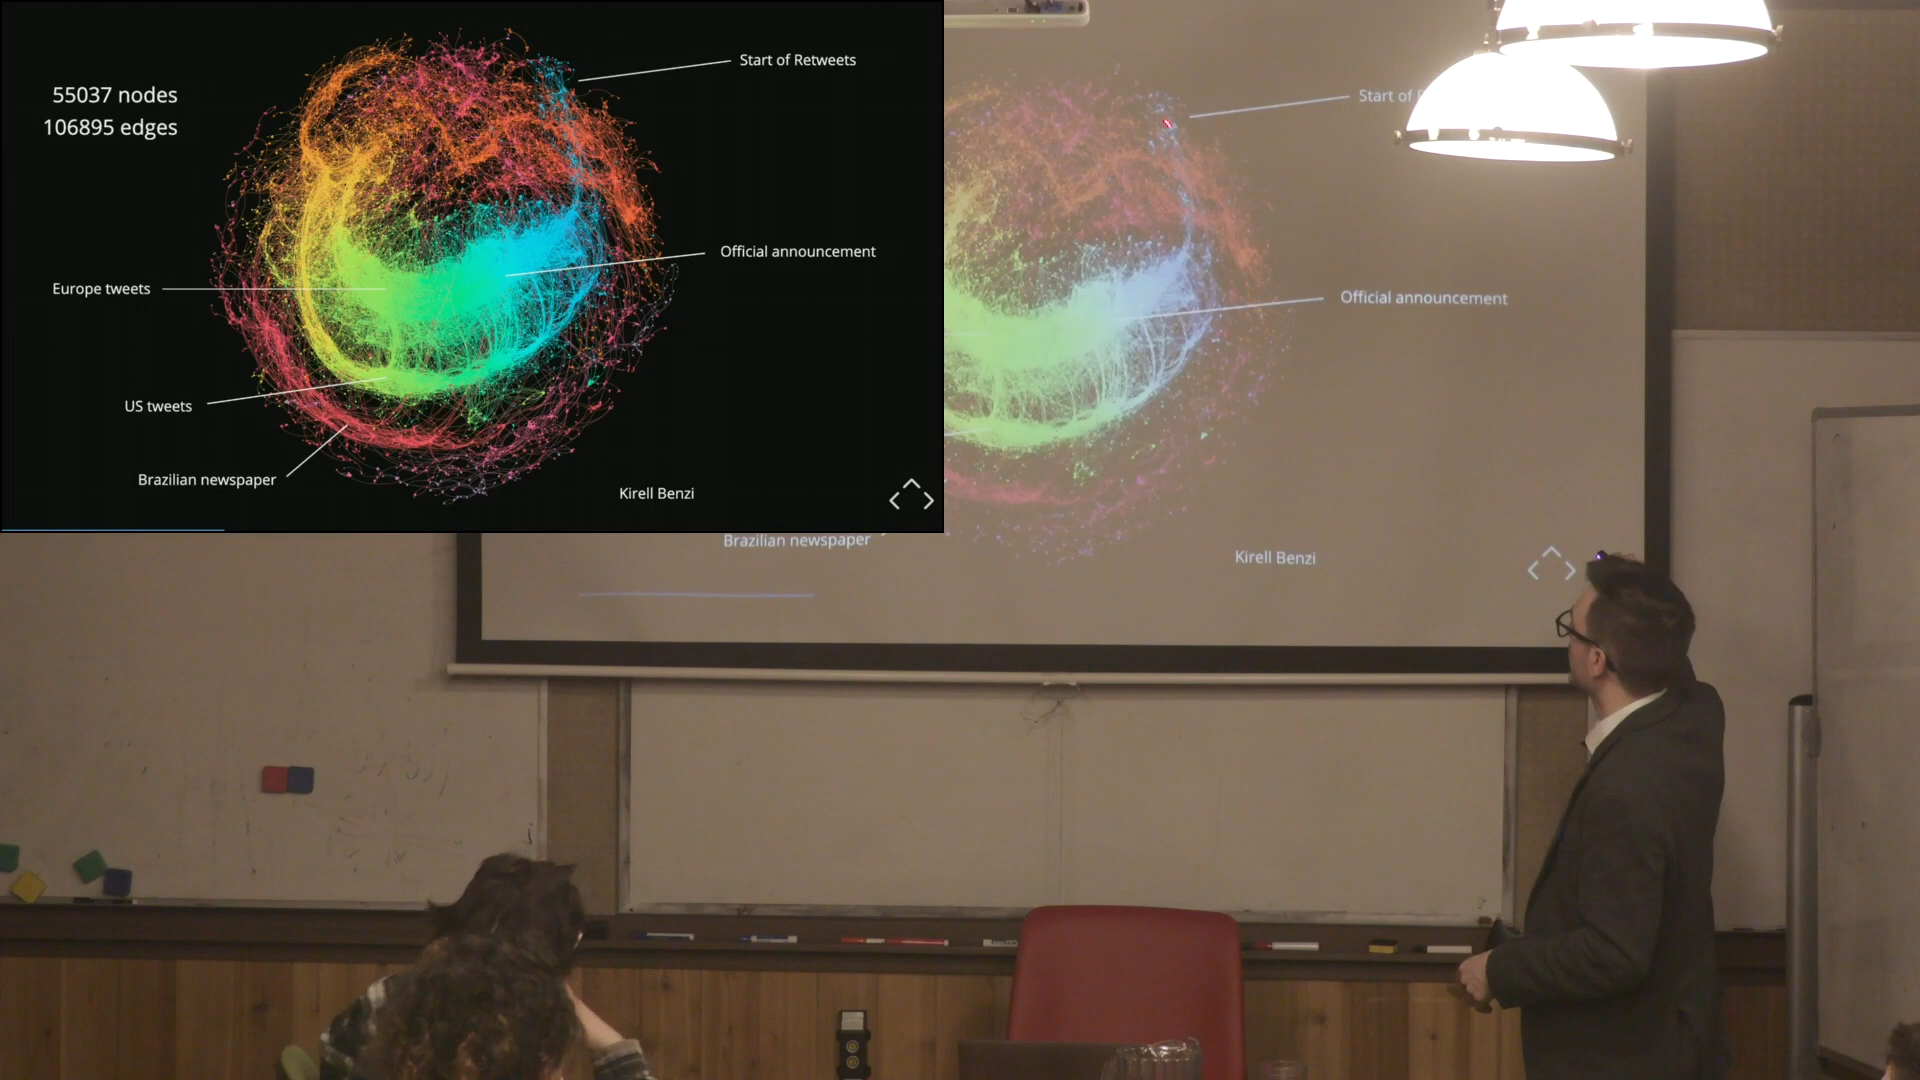 55037 nodes
106895 edges
Start of Retweets
Official announcement
Europe tweets
US tweets
Brazilian newspaper
Kirell Benzi
Start of
Official announcement
Brazilian newspaper
Kirell Benzi